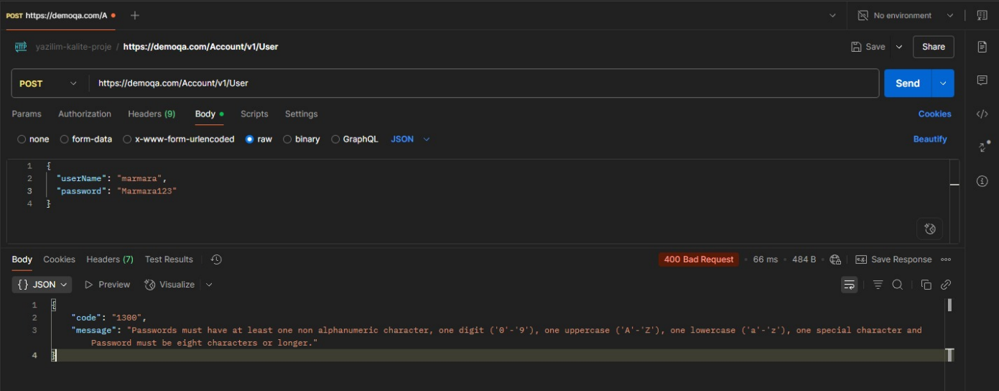 POST https://demoqa.com/A
No environment
HTTP yazilim-kalite-proje / https://demoqa.com/Account/v1/User
Save Share
POST https://demoqa.com/Account/v1/User Send
Params Authorization Headers (9) Body Scripts Settings Cookies
none form-data x-www-form-urlencoded raw binary GraphQL JSON Beautify
1 {
2 "userName": "marmara",
3 "password": "Marmara123"
4 }
Body Cookies Headers (7) Test Results 400 Bad Request 66 ms 484 B e.g. Save Response
{} JSON Preview Visualize
1 {
2 "code": "1300",
3 "message": "Passwords must have at least one non alphanumeric character, one digit ('0'-'9'), one uppercase ('A'-'Z'), one lowercase ('a'-'z'), one special character and
Password must be eight characters or longer."
4 }